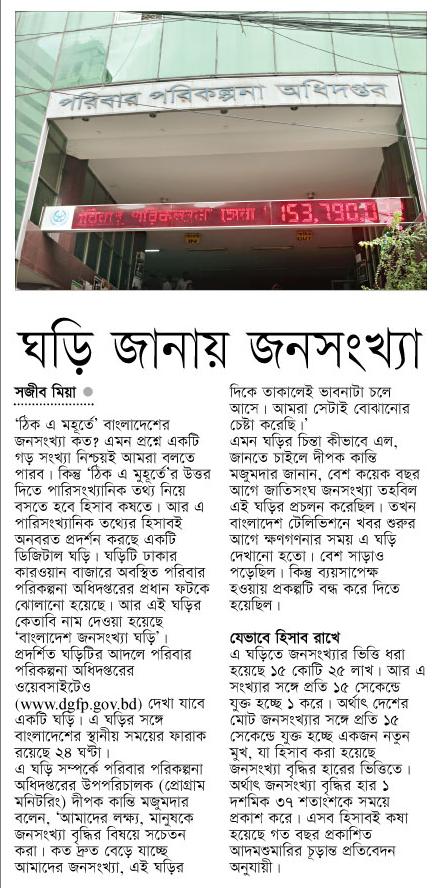 পরিবার পরিকল্পনা অধিদপ্তর
পরিবার পরিকল্পনা সেবা
153,790,0
IN
OUT
ঘড়ি জানায় জনসংখ্যা
সজীব মিয়া ●
‘ঠিক এ মহূর্তে’ বাংলাদেশের
জনসংখ্যা কত? এমন প্রশ্নে একটি
গড় সংখ্যা নিশ্চয়ই আমরা বলতে
পারব। কিন্তু ‘ঠিক এ মুহূর্তে’র উত্তর
দিতে পারিসংখ্যানিক তথ্য নিয়ে
বসতে হবে হিসাব কষতে। আর এ
পারিসংখ্যানিক তথ্যের হিসাবই
অনবরত প্রদর্শন করছে একটি
ডিজিটাল ঘড়ি। ঘড়িটি ঢাকার
কারওয়ান বাজারে অবস্থিত পরিবার
পরিকল্পনা অধিদপ্তরের প্রধান ফটকে
ঝোলানো হয়েছে। আর এই ঘড়ির
কেতাবি নাম দেওয়া হয়েছে
‘বাংলাদেশ জনসংখ্যা ঘড়ি’।
প্রদর্শিত ঘড়িটির আদলে পরিবার
পরিকল্পনা অধিদপ্তরের
ওয়েবসাইটেও
(www.dgfp.gov.bd) দেখা যাবে
একটি ঘড়ি। এ ঘড়ির সঙ্গে
বাংলাদেশের স্থানীয় সময়ের ফারাক
রয়েছে ২৪ ঘণ্টা।
এ ঘড়ি সম্পর্কে পরিবার পরিকল্পনা
অধিদপ্তরের উপপরিচালক (প্রোগ্রাম
মনিটরিং) দীপক কান্তি মজুমদার
বলেন, ‘আমাদের লক্ষ্য, মানুষকে
জনসংখ্যা বৃদ্ধির বিষয়ে সচেতন
করা। কত দ্রুত বেড়ে যাচ্ছে
আমাদের জনসংখ্যা, এই ঘড়ির
দিকে তাকালেই ভাবনাটা চলে
আসে। আমরা সেটাই বোঝানোর
চেষ্টা করেছি।’
এমন ঘড়ির চিন্তা কীভাবে এল,
জানতে চাইলে দীপক কান্তি
মজুমদার জানান, বেশ কয়েক বছর
আগে জাতিসংঘ জনসংখ্যা তহবিল
এই ঘড়ির প্রচলন করেছিল। তখন
বাংলাদেশ টেলিভিশনে খবর শুরুর
আগে ক্ষণগণনার সময় এ ঘড়ি
দেখানো হতো। বেশ সাড়াও
পড়েছিল। কিন্তু ব্যয়সাপেক্ষ
হওয়ায় প্রকল্পটি বন্ধ করে দিতে
হয়েছিল।
যেভাবে হিসাব রাখে
এ ঘড়িতে জনসংখ্যার ভিত্তি ধরা
হয়েছে ১৫ কোটি ২৫ লাখ। আর এ
সংখ্যার সঙ্গে প্রতি ১৫ সেকেন্ডে
যুক্ত হচ্ছে ১ করে। অর্থাৎ দেশের
মোট জনসংখ্যার সঙ্গে প্রতি ১৫
সেকেন্ডে যুক্ত হচ্ছে একজন নতুন
মুখ, যা হিসাব করা হয়েছে
জনসংখ্যা বৃদ্ধির হারের ভিত্তিতে।
অর্থাৎ জনসংখ্যা বৃদ্ধির হার ১
দশমিক ৩৭ শতাংশকে সময়ে
প্রকাশ করে। এসব হিসাবই কষা
হয়েছে গত বছর প্রকাশিত
আদমশুমারির চূড়ান্ত প্রতিবেদন
অনুযায়ী।